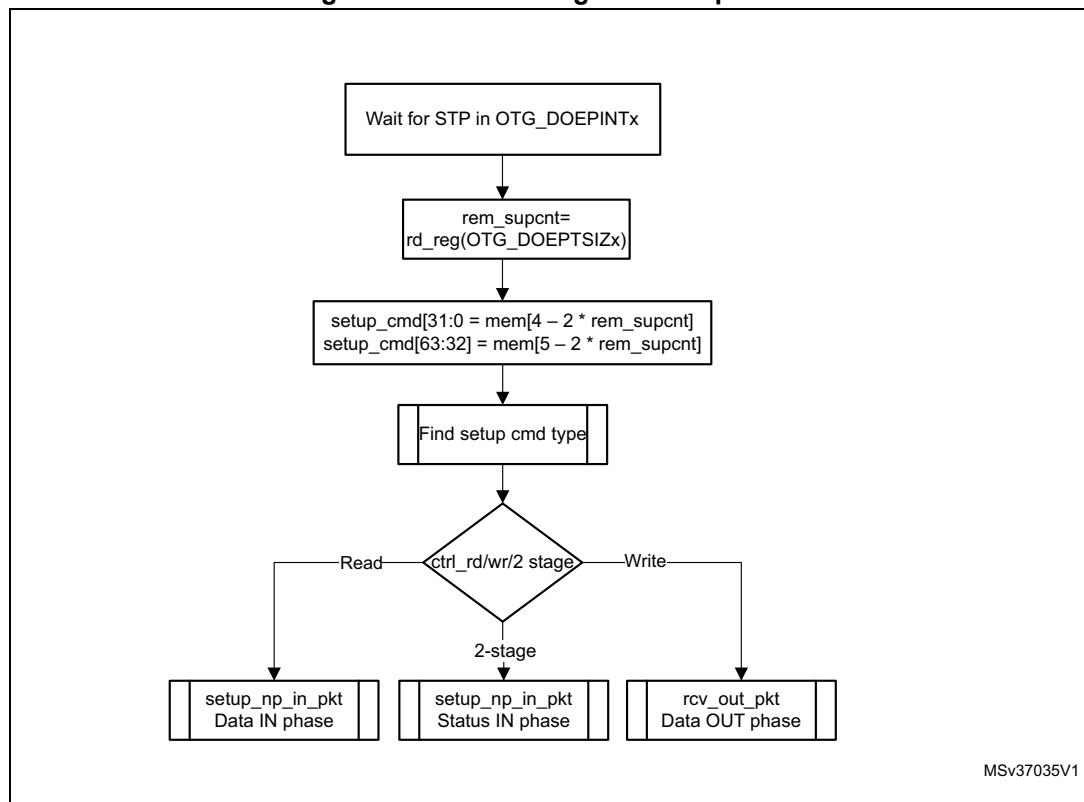 Wait for STP in OTG_DOEPINTx
rem_supcnt=
rd_reg(OTG_DOEPTSIZx)
setup_cmd[31:0 = mem[4 – 2 * rem_supcnt]
setup_cmd[63:32] = mem[5 – 2 * rem_supcnt]
Find setup cmd type
ctrl_rd/wr/2 stage
Read
Write
2-stage
setup_np_in_pkt
Data IN phase
setup_np_in_pkt
Status IN phase
rcv_out_pkt
Data OUT phase
MSv37035V1